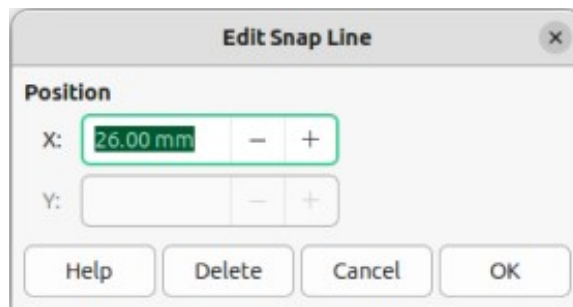 Edit Snap Line
Position
X: 26.00 mm
Y:
Help Delete Cancel OK